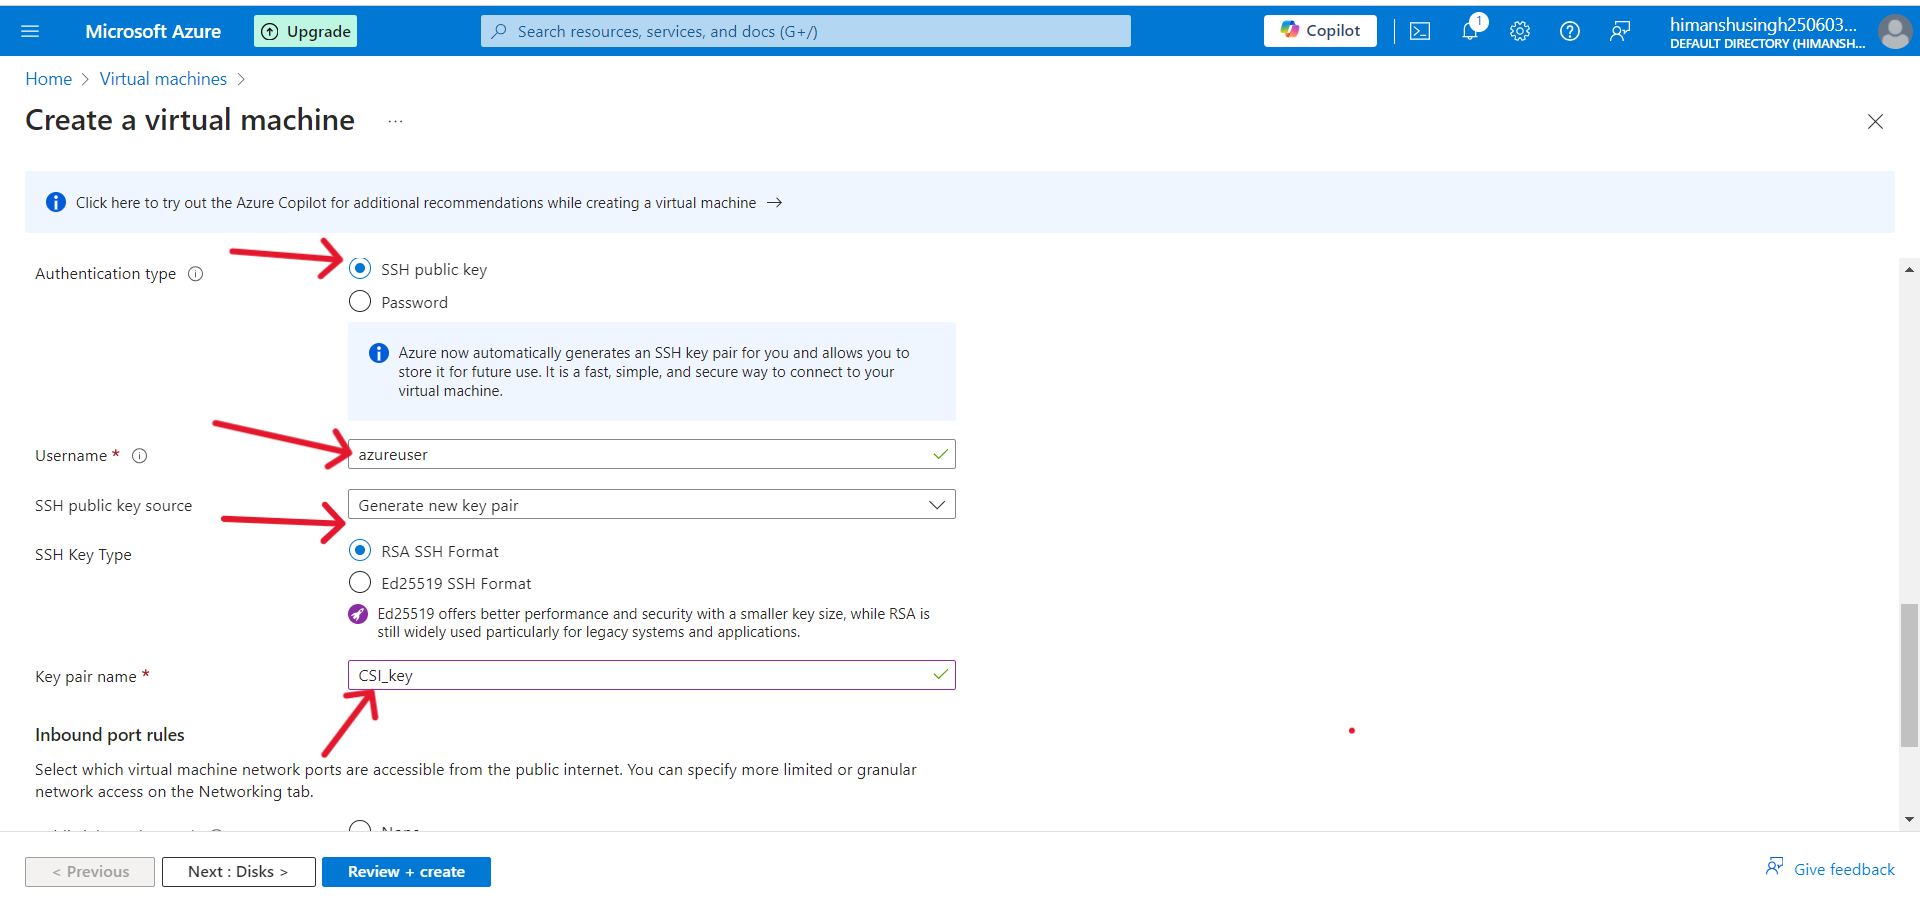 Microsoft Azure
Upgrade
Search resources, services, and docs (G+/)
Copilot
1
himanshusingh250603...
DEFAULT DIRECTORY (HIMANSH...
Home > Virtual machines >
Create a virtual machine ...
Click here to try out the Azure Copilot for additional recommendations while creating a virtual machine →
Authentication type
SSH public key
Password
Azure now automatically generates an SSH key pair for you and allows you to
store it for future use. It is a fast, simple, and secure way to connect to your
virtual machine.
Username *
azureuser
SSH public key source
Generate new key pair
SSH Key Type
RSA SSH Format
Ed25519 SSH Format
Ed25519 offers better performance and security with a smaller key size, while RSA is
still widely used particularly for legacy systems and applications.
Key pair name *
CSI_key
Inbound port rules
Select which virtual machine network ports are accessible from the public internet. You can specify more limited or granular
network access on the Networking tab.
None
< Previous
Next : Disks >
Review + create
Give feedback